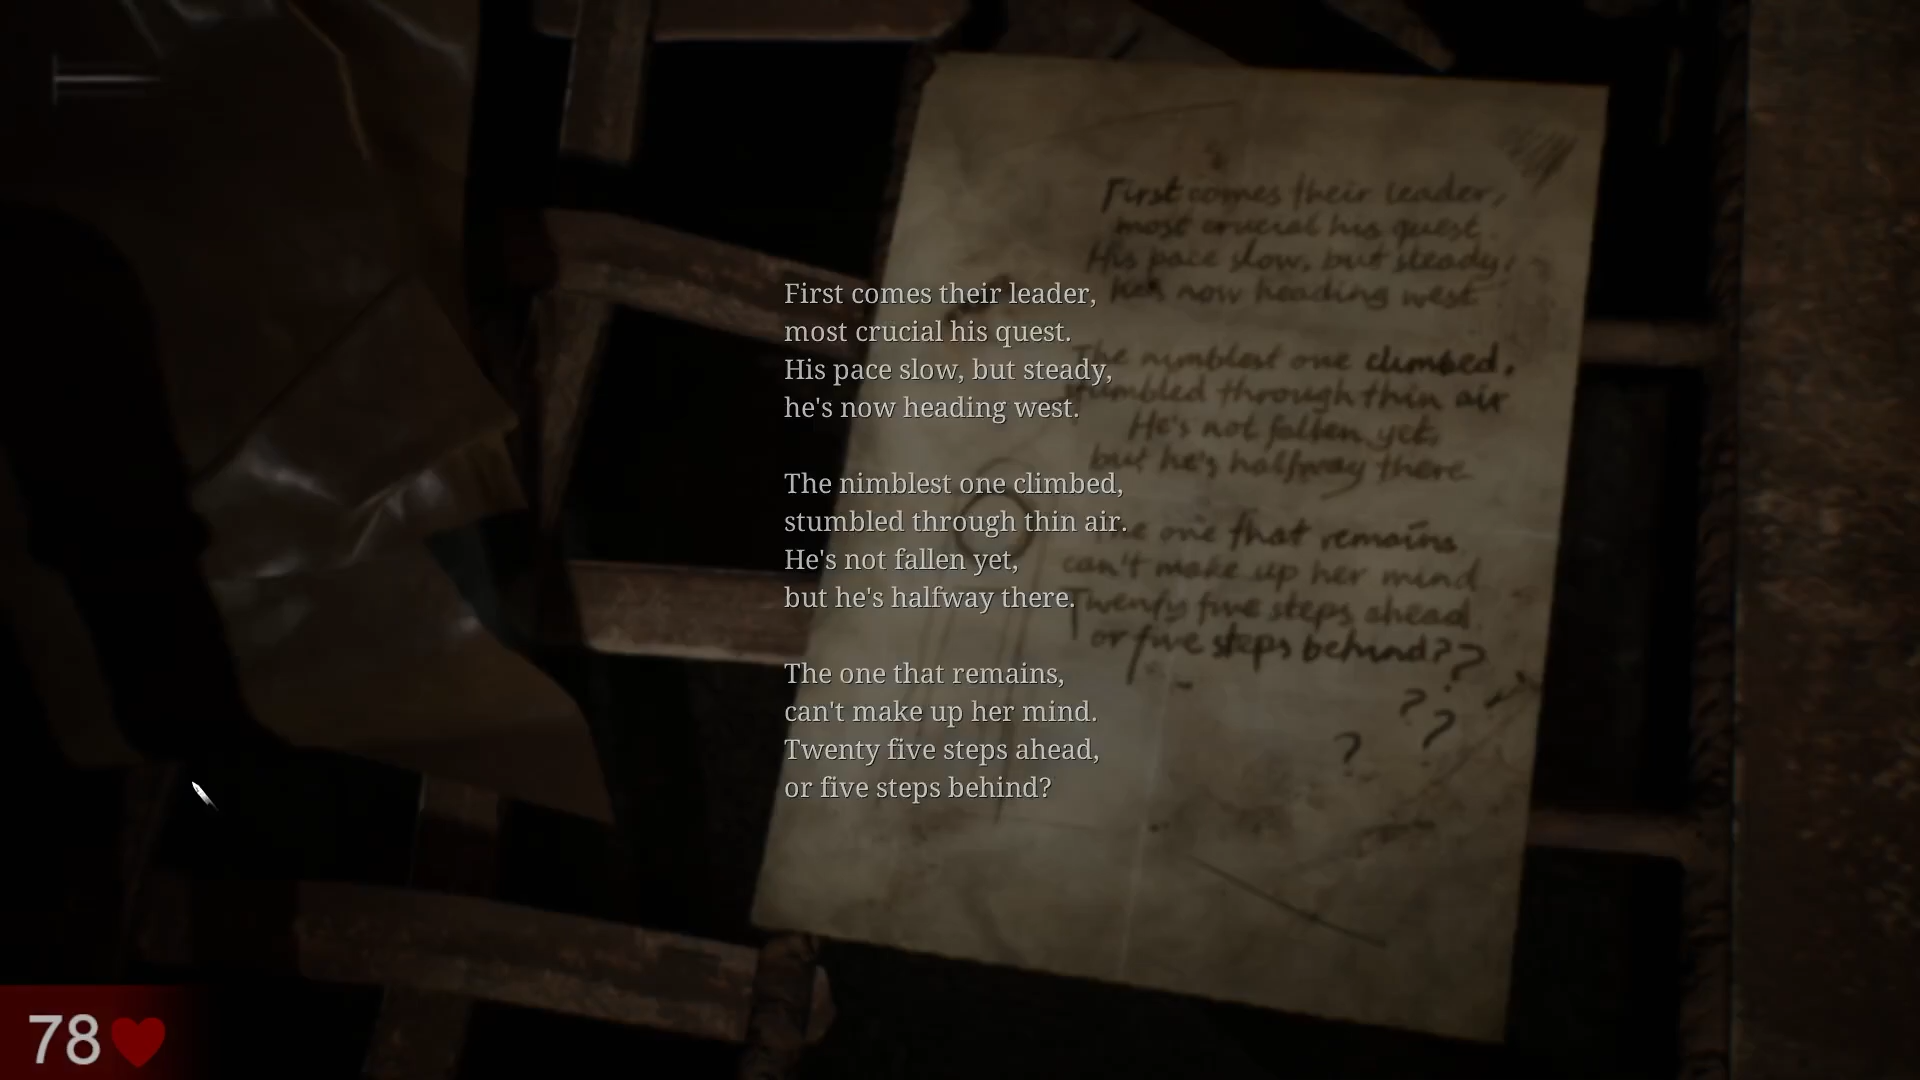 First comes their leader,
most crucial his quest.
His pace slow, but steady,
he's now heading west.
The nimblest one climbed,
stumbled through thin air.
He's not fallen yet,
but he's halfway there.
The one that remains,
can't make up her mind.
Twenty five steps ahead,
or five steps behind?
First comes their leader,
most crucial his quest
His pace slow, but steady,
he's now heading west
The nimblest one climbed,
stumbled through thin air
He's not fallen yet,
but he's halfway there
one that remains
can't make up her mind
Twenty five steps ahead
or five steps behind??
? ?
?
78